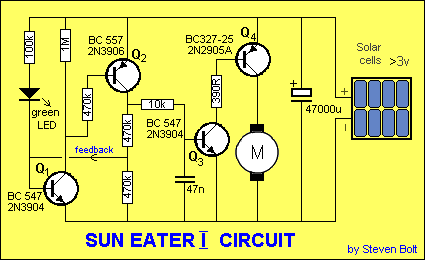 100k
1M
BC 557
2N3906
Q2
BC327-25
2N2905A
Q4
Solar
cells >3v
green
LED
470k
10k
390R
+
47000u
+
−
470k
BC 547
2N3904
Q3
M
feedback
Q1
BC 547
2N3904
470k
47n
SUN EATER I CIRCUIT
by Steven Bolt